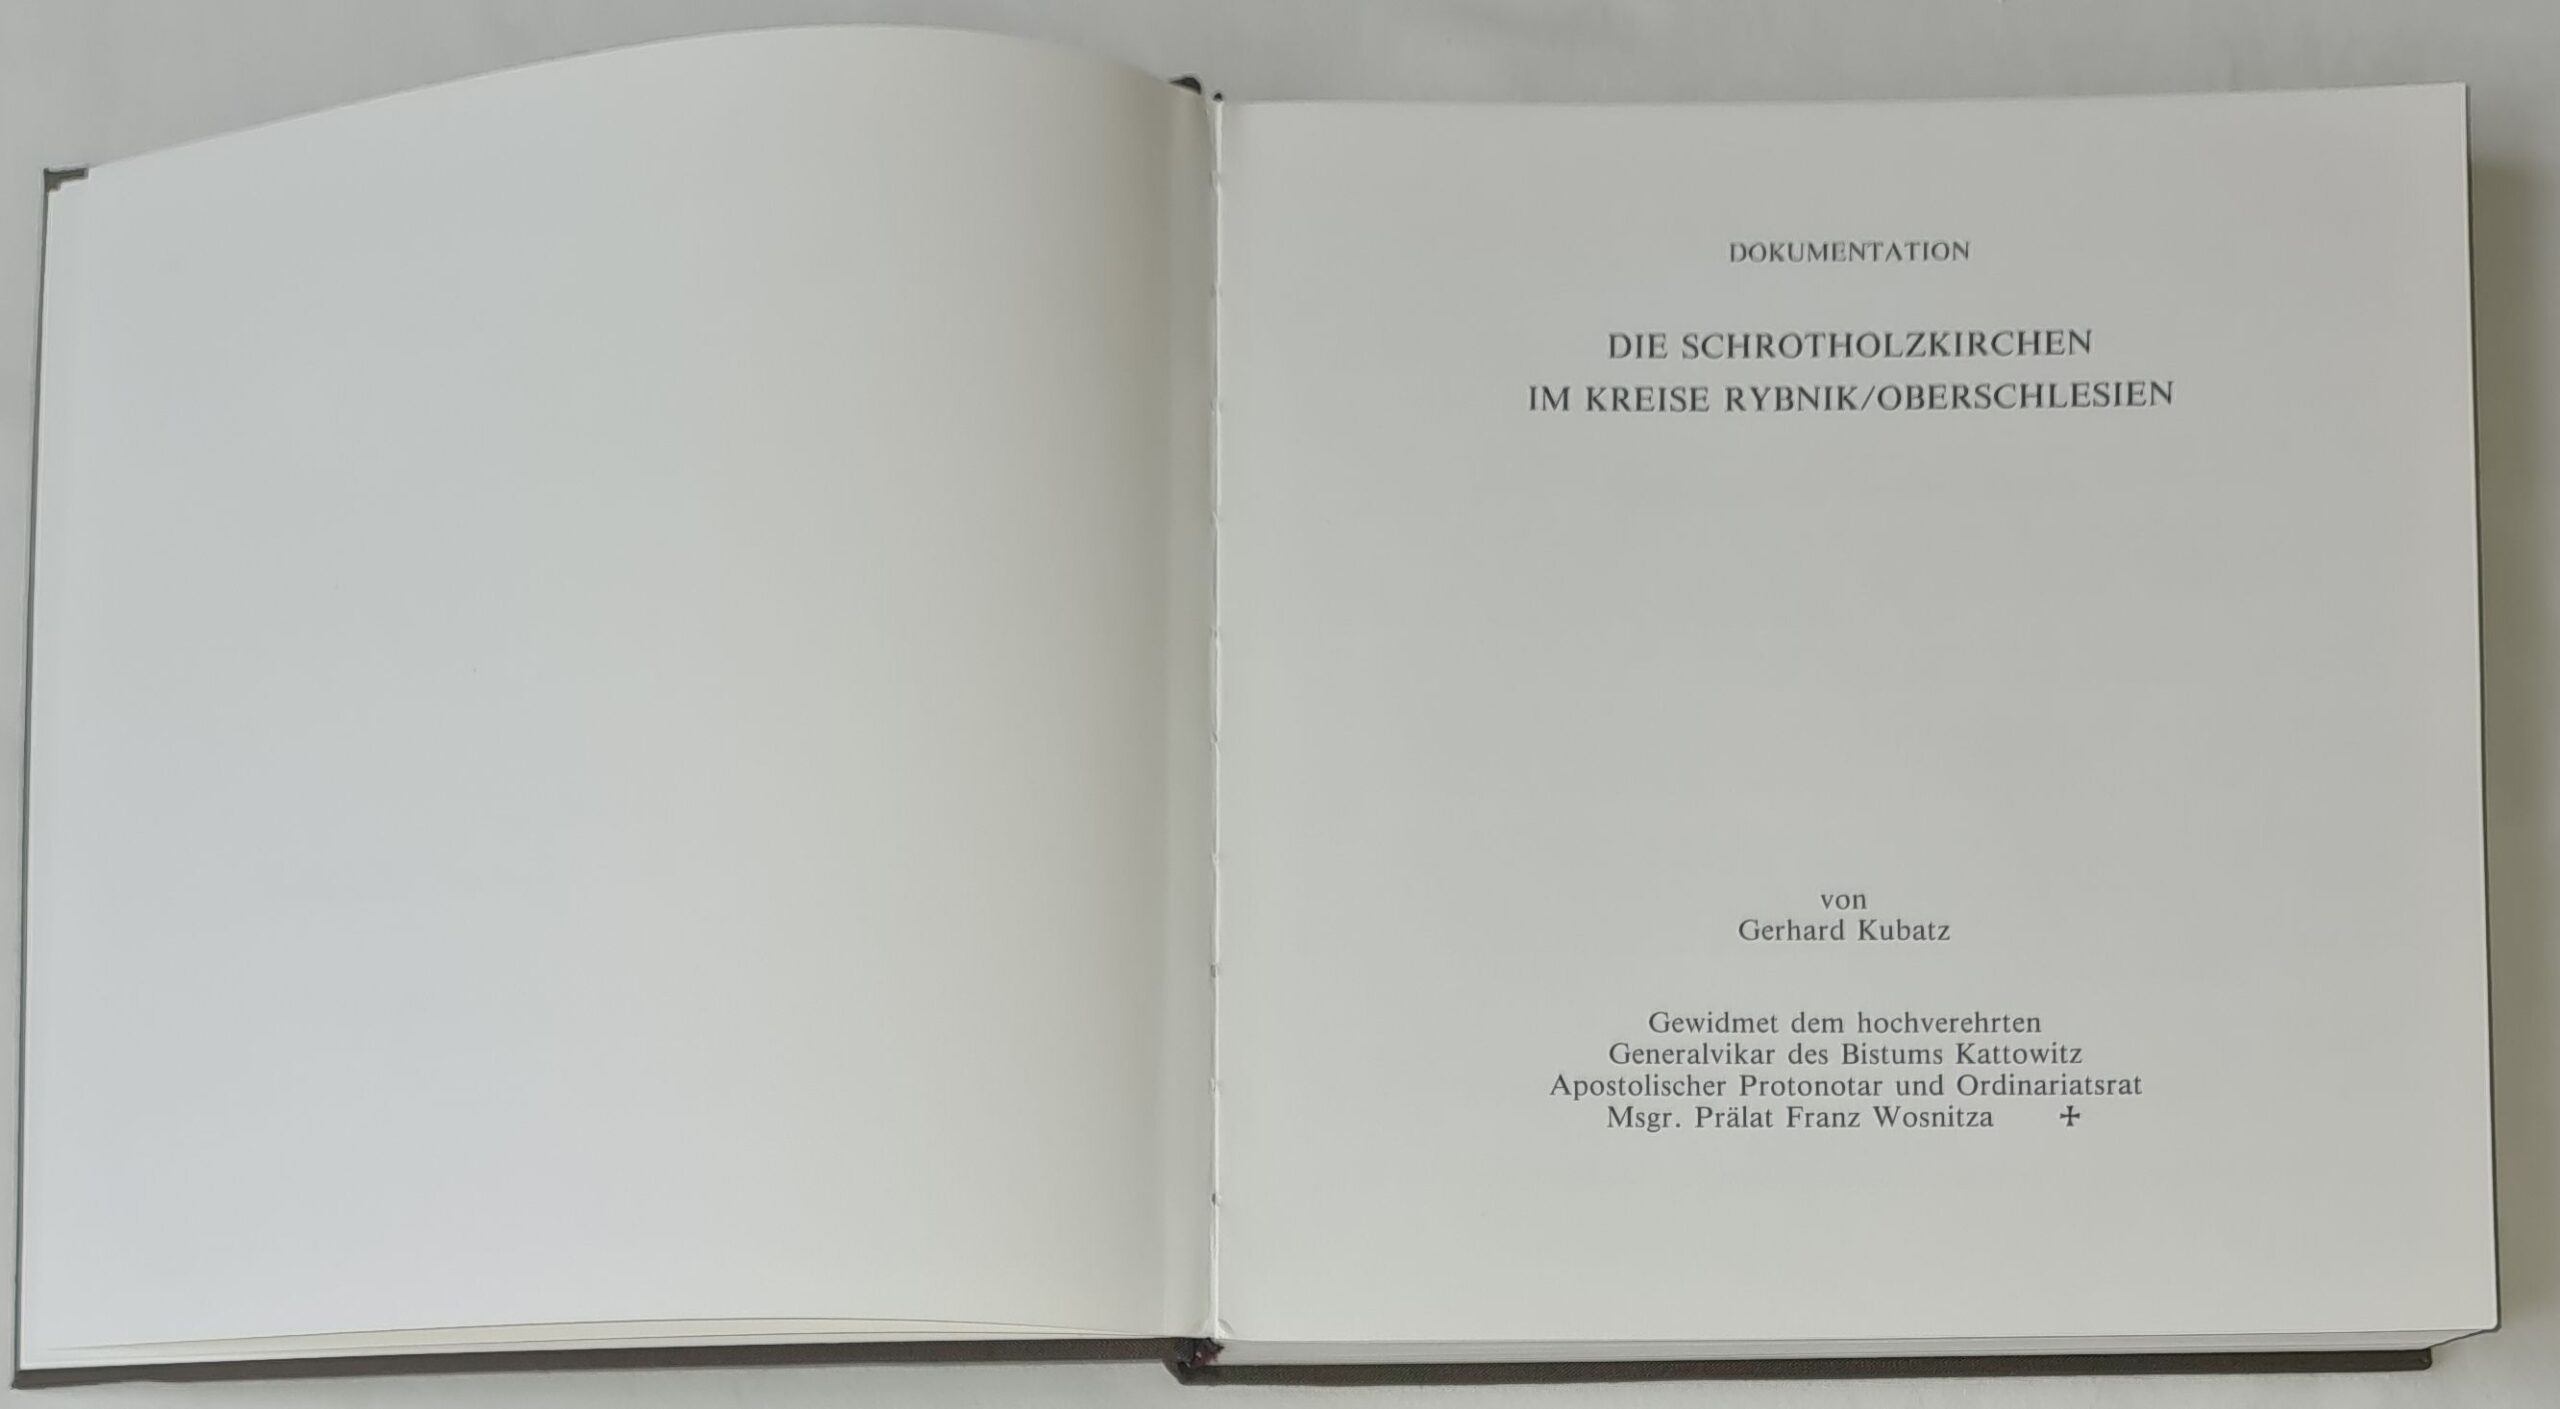 DOKUMENTATION
DIE SCHROTHOLZKIRCHEN
IM KREISE RYBNIK/OBERSCHLESIEN
von
Gerhard Kubatz
Gewidmet dem hochverehrten
Generalvikar des Bistums Kattowitz
Apostolischer Protonotar und Ordinariatsrat
Msgr. Prälat Franz Wosnitza ✝